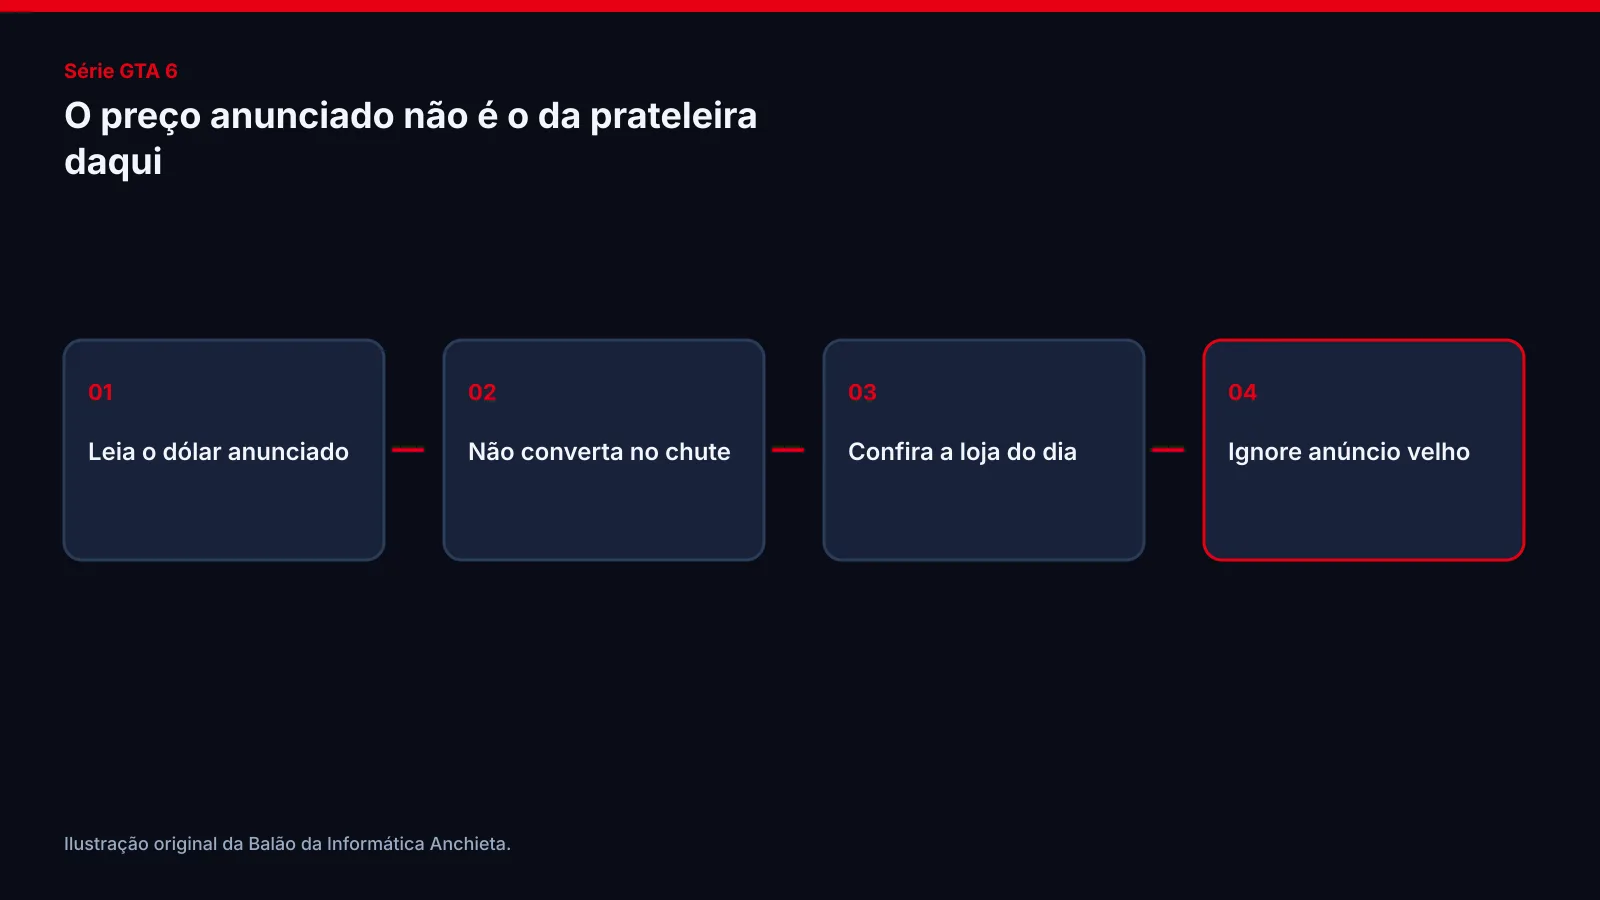 Série GTA 6
O preço anunciado não é o da prateleira
daqui
01
Leia o dólar anunciado
02
Não converta no chute
03
Confira a loja do dia
04
Ignore anúncio velho
Ilustração original da Balão da Informática Anchieta.